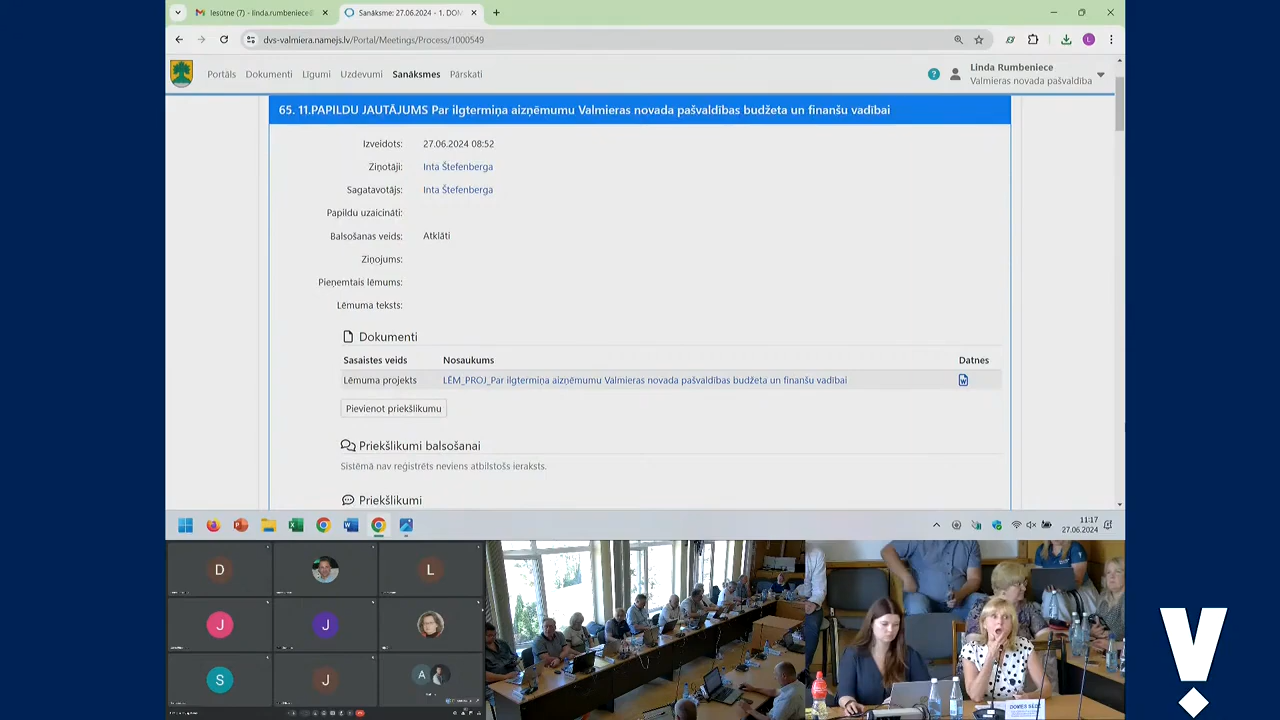 Iesūtne (7) - linda.rumbeniece@
Sanāksme: 27.06.2024 - 1. DOM
dvs-valmiera.namejs.lv/Portal/Meetings/Process/1000549
L
Portāls Dokumenti Līgumi Uzdevumi Sanāksmes Pārskati
?
Linda Rumbeniece
Valmieras novada pašvaldība
65. 11.PAPILDU JAUTĀJUMS Par ilgtermiņa aizņēmumu Valmieras novada pašvaldības budžeta un finanšu vadībai
Izveidots: 27.06.2024 08:52
Ziņotāji: Inta Štefenberga
Sagatavotājs: Inta Štefenberga
Papildu uzaicināti:
Balsošanas veids: Atklāti
Ziņojums:
Pieņemtais lēmums:
Lēmuma teksts:
Dokumenti
Sasaistes veids Nosaukums Datnes
Lēmuma projekts LĒM_PROJ_Par ilgtermiņa aizņēmumu Valmieras novada pašvaldības budžeta un finanšu vadībai
Pievienot priekšlikumu
Priekšlikumi balsošanai
Sistēmā nav reģistrēts neviens atbilstošs ieraksts.
Priekšlikumi
11:17
27.06.2024
D
L
J
J
S
J
A
DOMES SĒDE